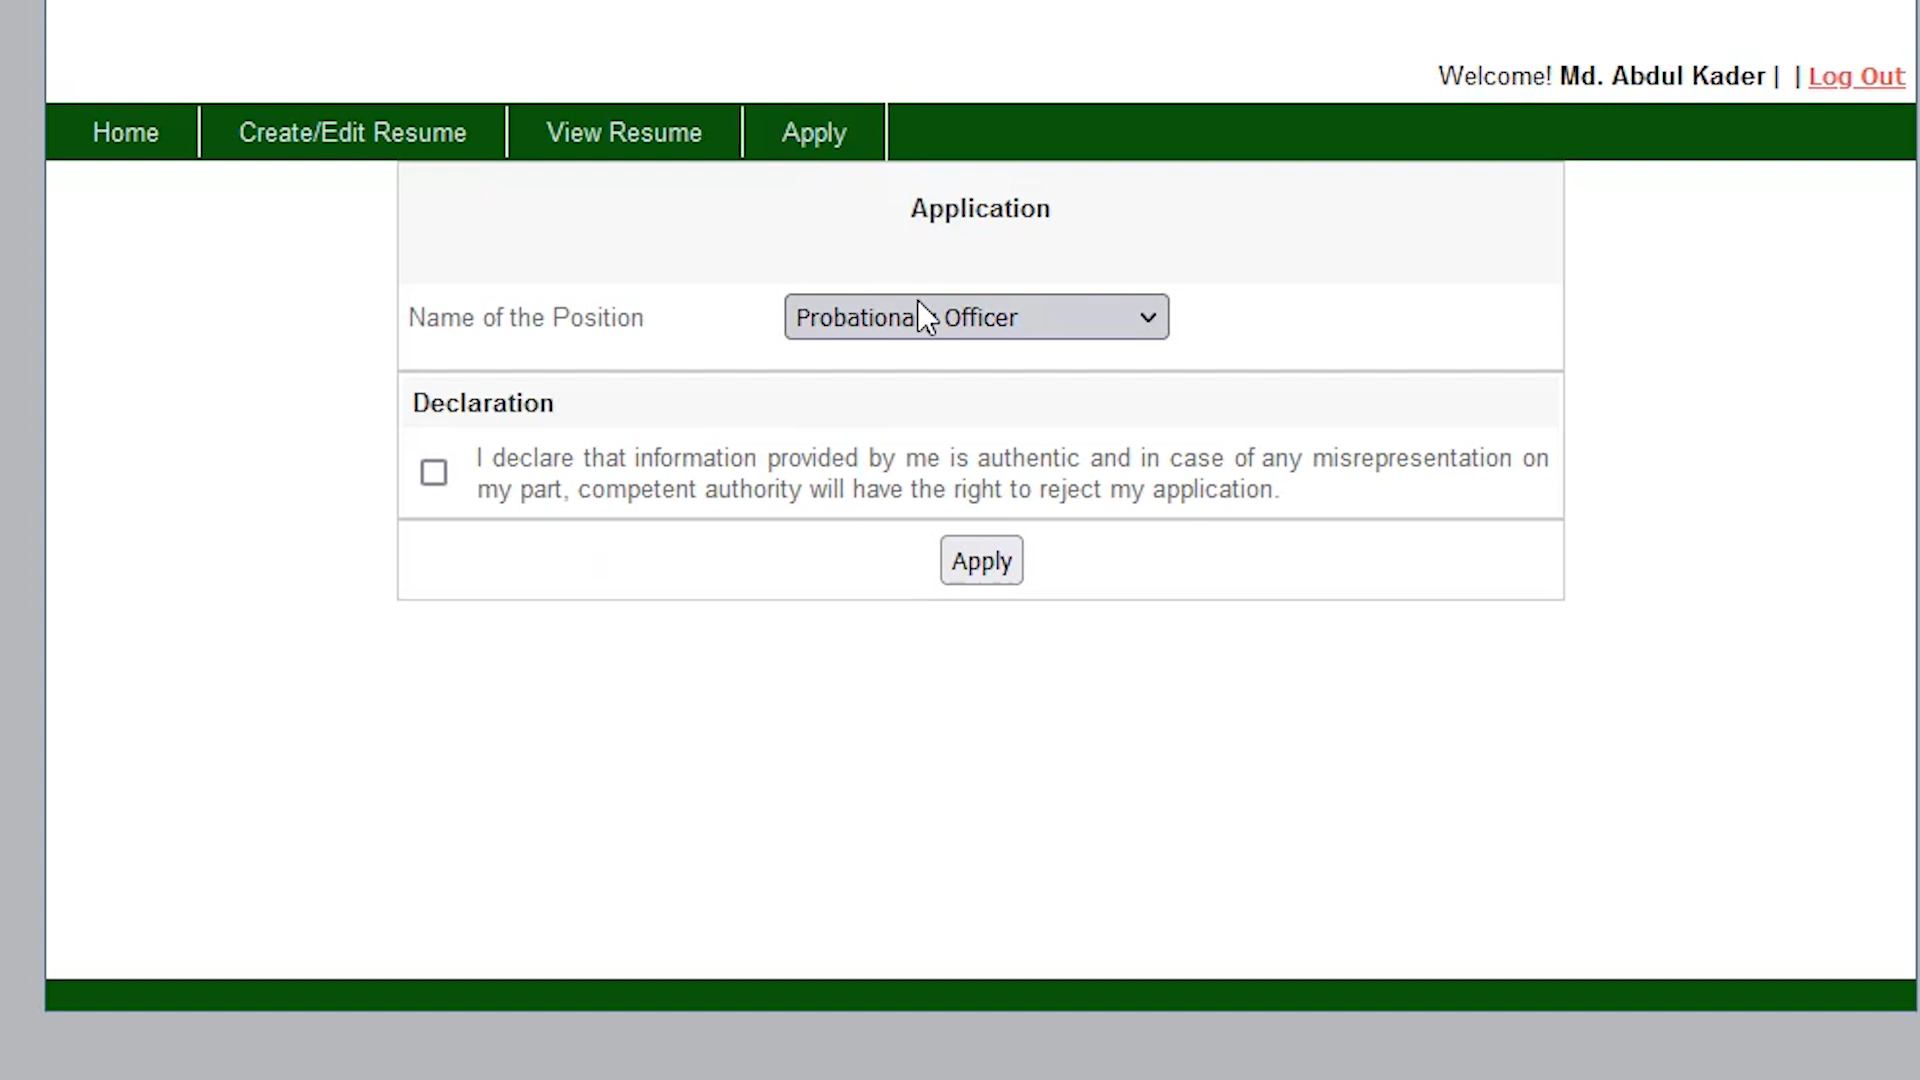 Welcome! Md. Abdul Kader | | Log Out
Home Create/Edit Resume View Resume Apply
Application
Name of the Position Officer
Declaration
I declare that information provided by me is authentic and in case of any misrepresentation on
my part, competent authority will have the right to reject my application.
Apply